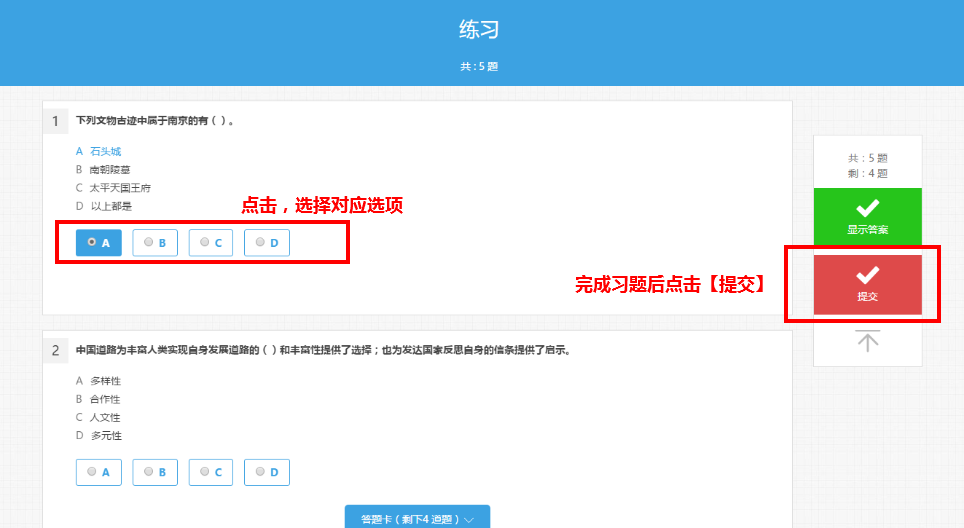 练习
共 : 5 题
1 下列文物古迹中属于南京的有 ( ) 。
A 石头城
B 南朝陵墓
C 太平天国王府
D 以上都是
点击，选择对应选项
A B C D
共 : 5 题
剩 : 4 题
显示答案
完成习题后点击【提交】
提交
2 中国道路为丰富人类实现自身发展道路的 ( ) 和丰富性提供了选择；也为发达国家反思自身的信条提供了启示。
A 多样性
B 合作性
C 人文性
D 多元性
A B C D
答题卡 ( 剩下4 道题 )